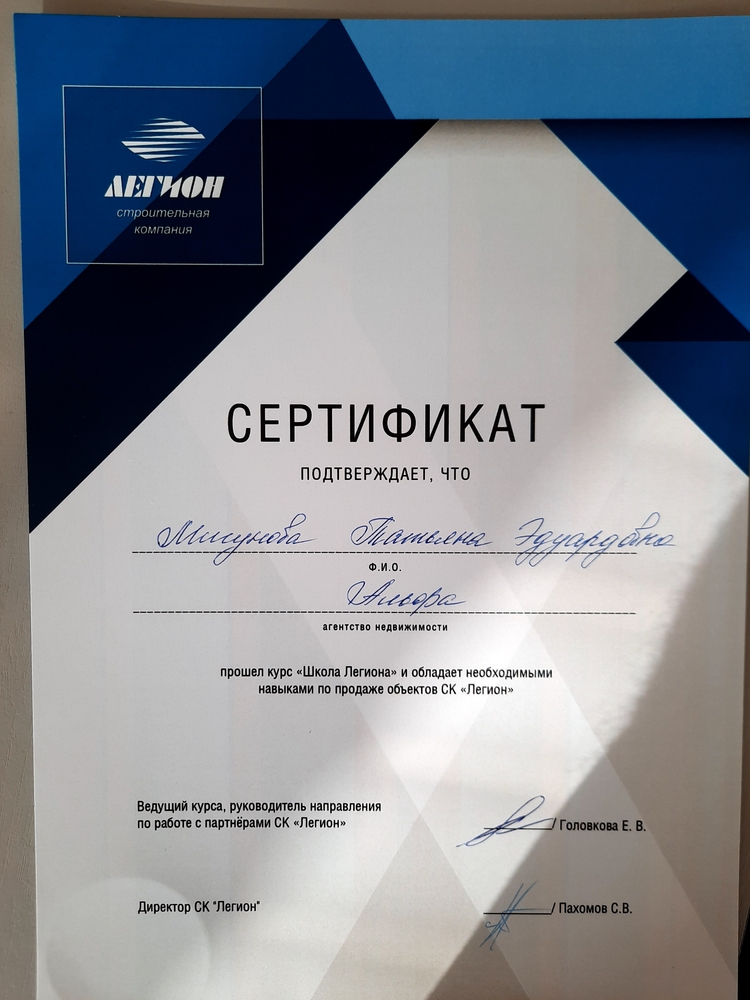 ЛЕГИОН
строительная
компания
СЕРТИФИКАТ
ПОДТВЕРЖДАЕТ, ЧТО
Татьяна Эдуардовна
Ф.И.О.
Альфа
агентство недвижимости
прошел курс «Школа Легиона» и обладает необходимыми
навыками по продаже объектов СК «Легион»
Ведущий курса, руководитель направления
по работе с партнёрами СК «Легион»
/ Головкова Е. В.
Директор СК "Легион"
/ Пахомов С.В.